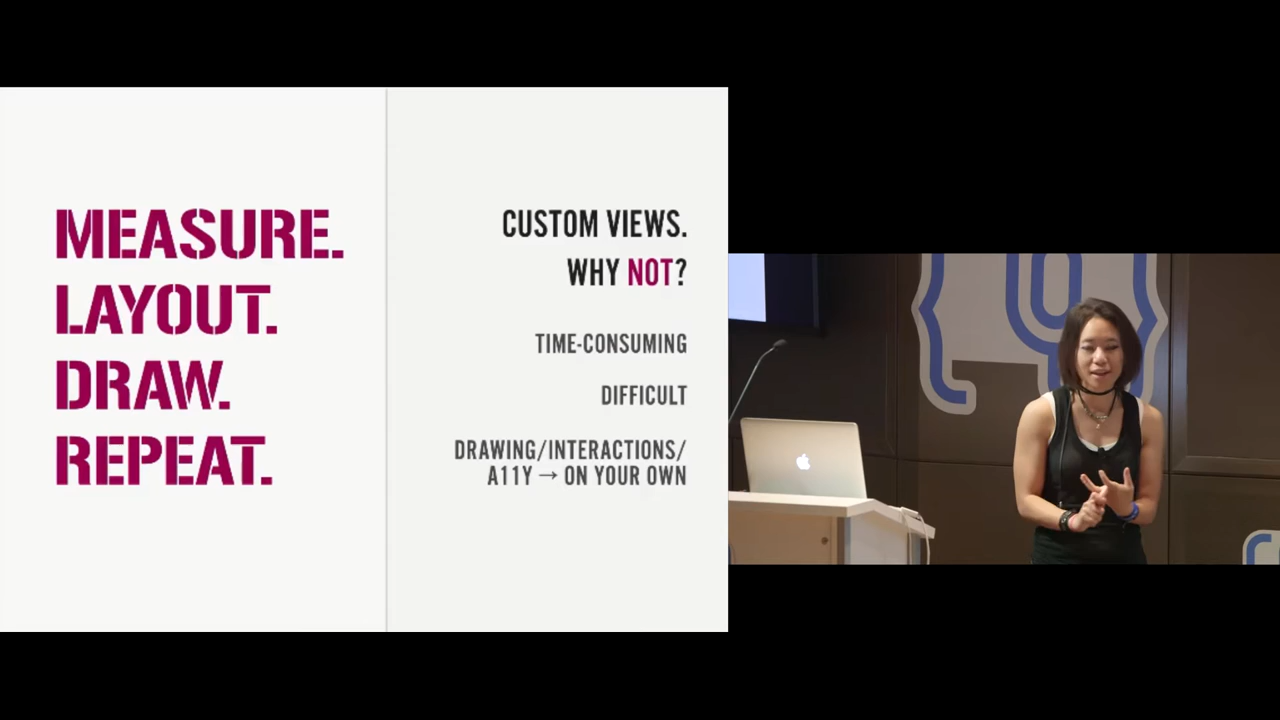 MEASURE.
LAYOUT.
DRAW.
REPEAT.
CUSTOM VIEWS.
WHY NOT?
TIME-CONSUMING
DIFFICULT
DRAWING/INTERACTIONS/
A11Y → ON YOUR OWN